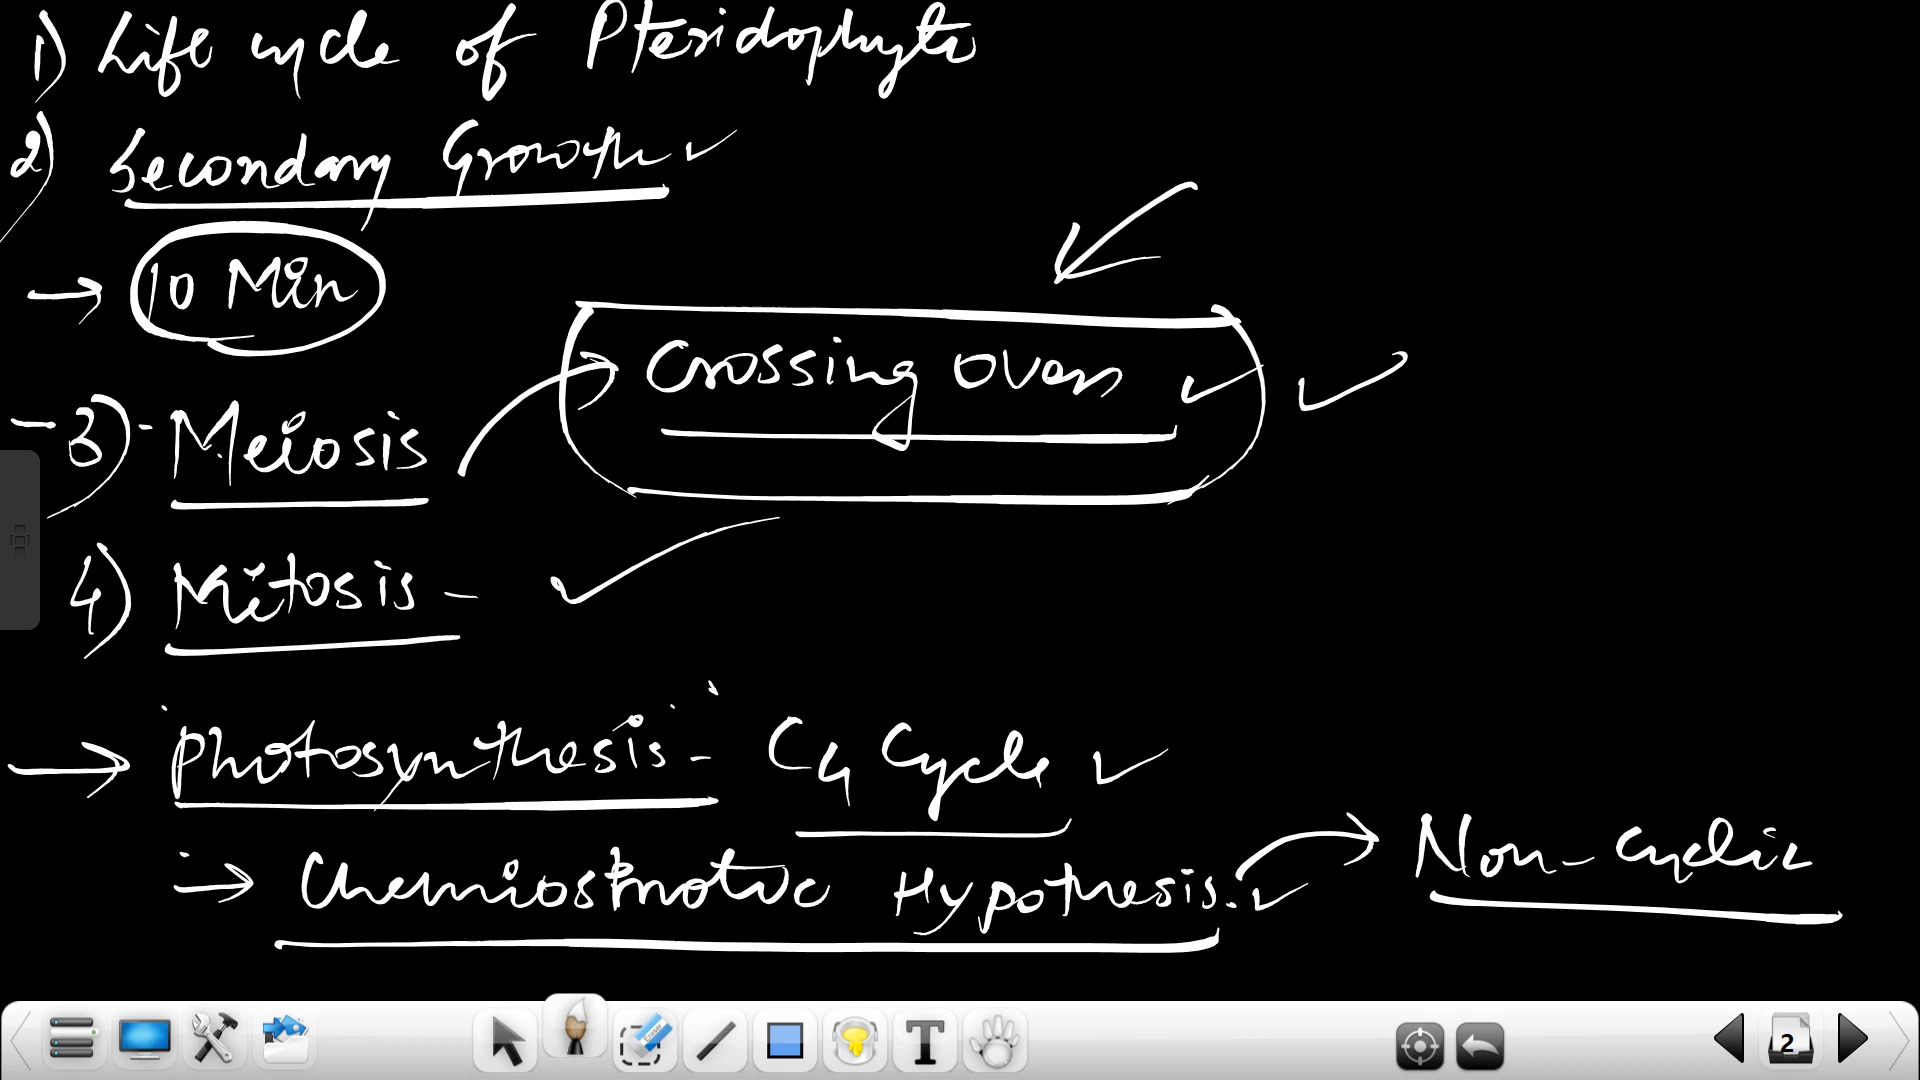 1) Life cycle of Pteridophyte
2) Secondary Growth ✓
→ 10 Min
→ Crossing over ✓ ✓
-3) - Meiosis
4) Mitosis - ✓
→ Photosynthesis - C4 Cycle ✓
→ Chemiosmotic Hypothesis. ✓ → Non-cyclic
T
2